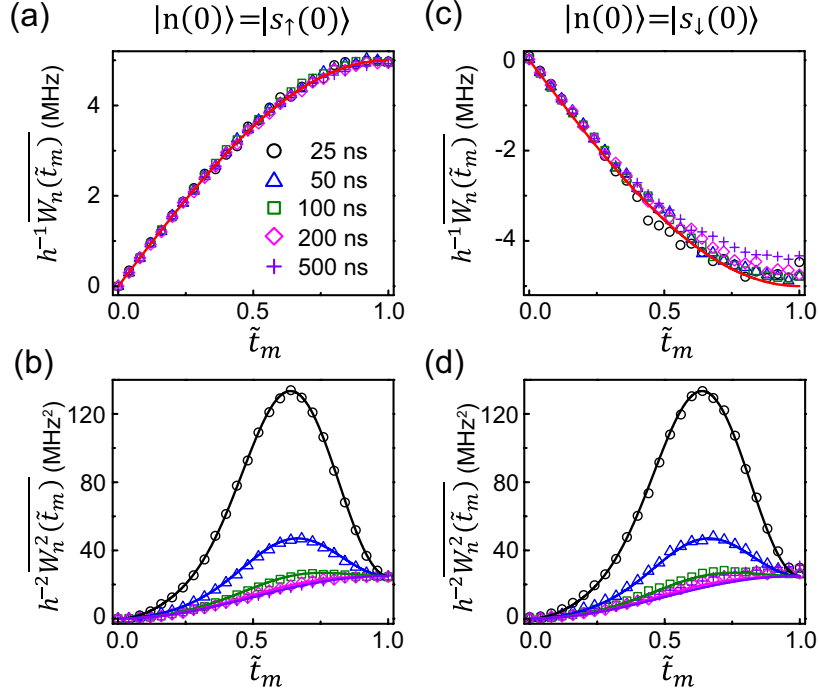 (a) |n(0)⟩=|s↑(0)⟩
h⁻¹W̅ₙ(t̃ₘ) (MHz)
4
2
0
25 ns
50 ns
100 ns
200 ns
500 ns
0.0 0.5 1.0
t̃ₘ
(c) |n(0)⟩=|s↓(0)⟩
h⁻¹W̅ₙ(t̃ₘ) (MHz)
0
-2
-4
0.0 0.5 1.0
t̃ₘ
(b)
h⁻²W̅ₙ²(t̃ₘ) (MHz²)
120
80
40
0
0.0 0.5 1.0
t̃ₘ
(d)
h⁻²W̅ₙ²(t̃ₘ) (MHz²)
120
80
40
0
0.0 0.5 1.0
t̃ₘ